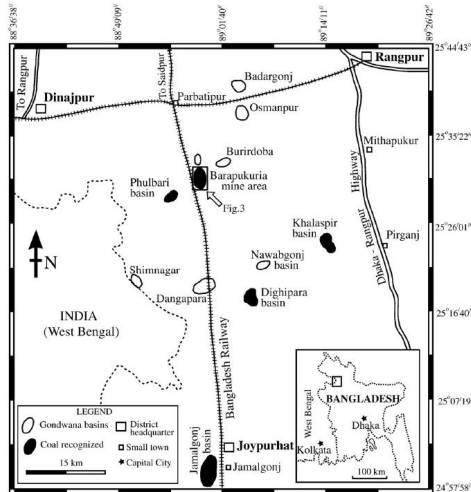 88°36'38
88°49'09
89°01'40
89°14'11
89°26'42
25°44'43
25°35'22
25°26'01
25°16'40
25°07'19
24°57'58
To Rangpur
To Saidpur
Rangpur
Dinajpur
Parbatipur
Badargonj
Osmanpur
Mithapukur
Burirdoba
Barapukuria
mine area
Phulbari
basin
Fig.3
Highway
Dhaka - Rangpur
Khalaspir
basin
Pirganj
N
Nawabgonj
basin
Shimnagar
Dangapara
Dighipara
basin
INDIA
(West Bengal)
Bangladesh Railway
BANGLADESH
West Bengal
Dhaka
Kolkata
100 km
LEGEND
Gondwana basins
District
headquarter
Coal recognized
Small town
Capital City
15 km
Jamalgonj
basin
Joypurhat
Jamalgonj